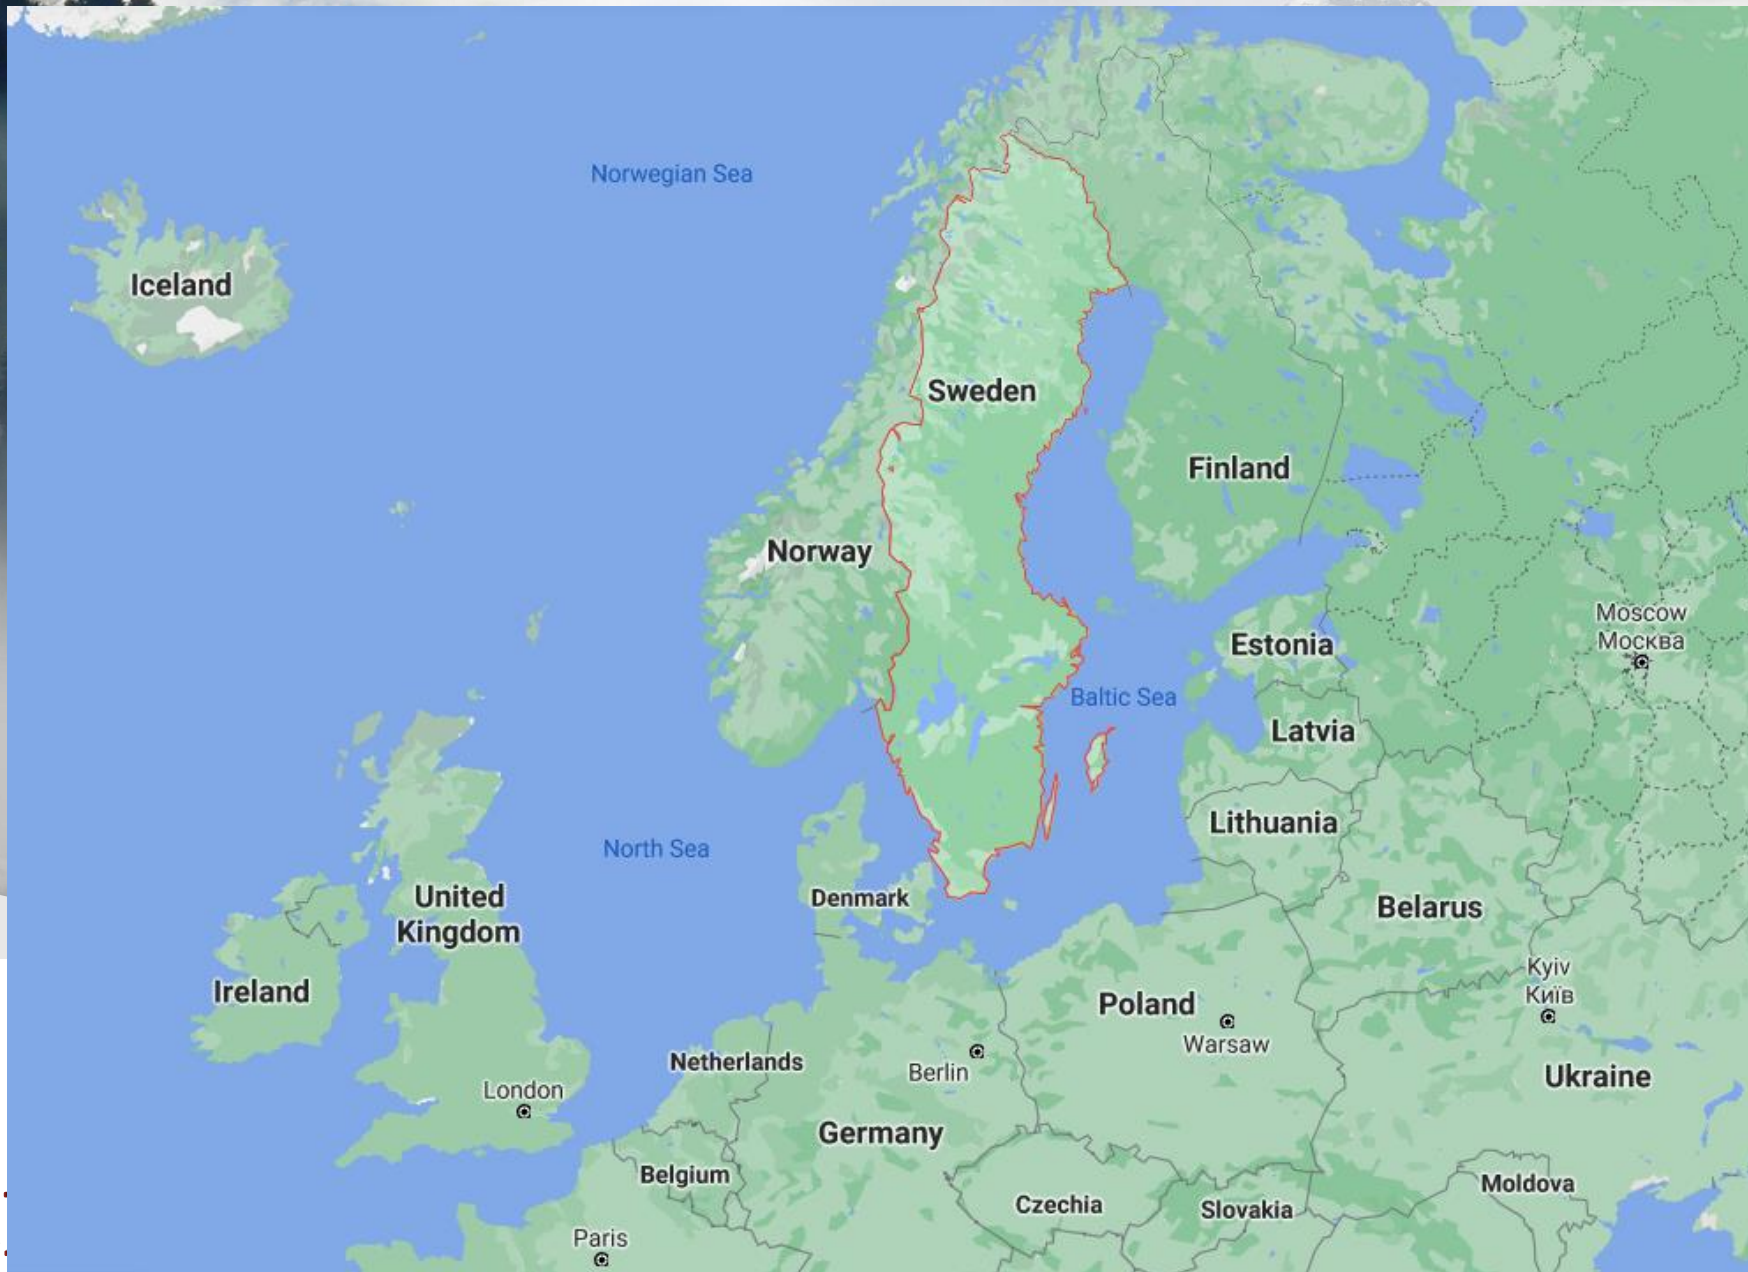 Norwegian Sea
Iceland
Sweden
Finland
Norway
Moscow
Москва
Estonia
Baltic Sea
Latvia
Lithuania
North Sea
Denmark
United
Kingdom
Belarus
Ireland
Kyiv
Київ
Poland
Warsaw
Netherlands
Berlin
London
Ukraine
Germany
Belgium
Czechia
Slovakia
Moldova
Paris